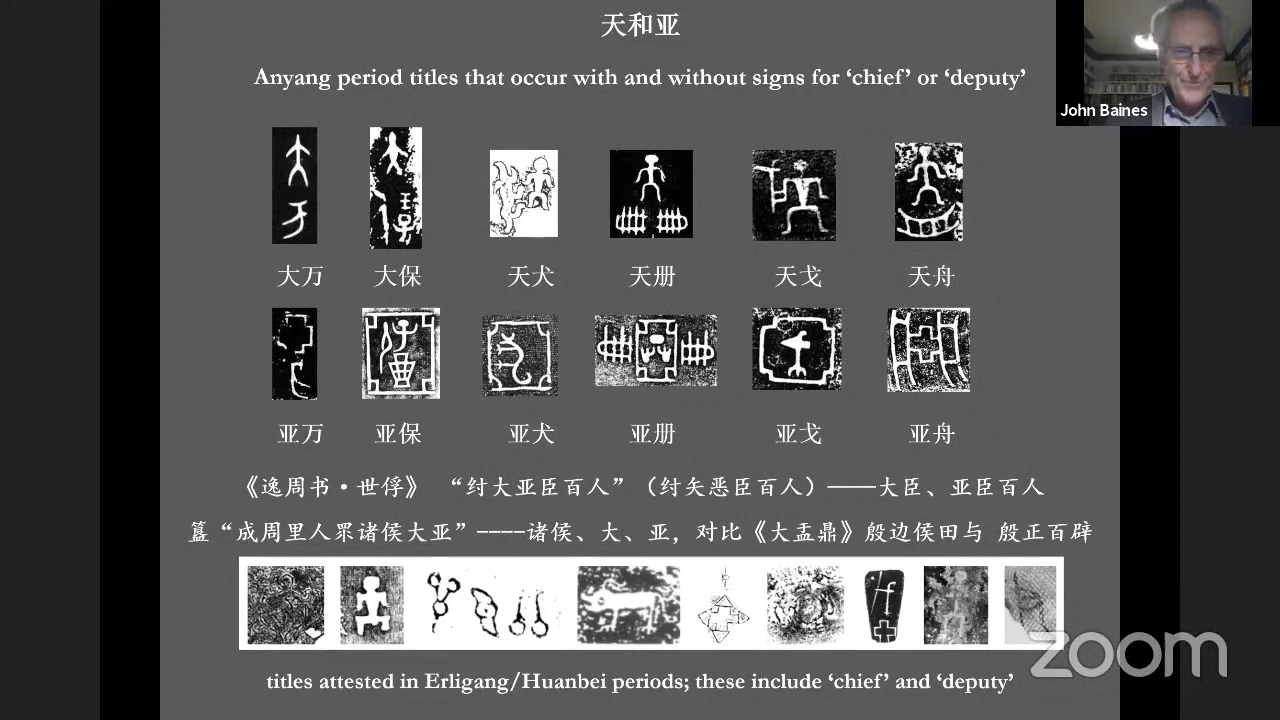 天和亚
Anyang period titles that occur with and without signs for ‘chief’ or ‘deputy’
John Baines
大万 大保 天犬 天册 天戈 天舟
亚万 亚保 亚犬 亚册 亚戈 亚舟
《逸周书·世俘》 “纣大亚臣百人”（纣矢恶臣百人）——大臣、亚臣百人
簋“成周里人眔诸侯大亚”----诸侯、大、亚，对比《大盂鼎》殷边侯田与 殷正百辟
titles attested in Erligang/Huanbei periods; these include ‘chief’ and ‘deputy’
zoom